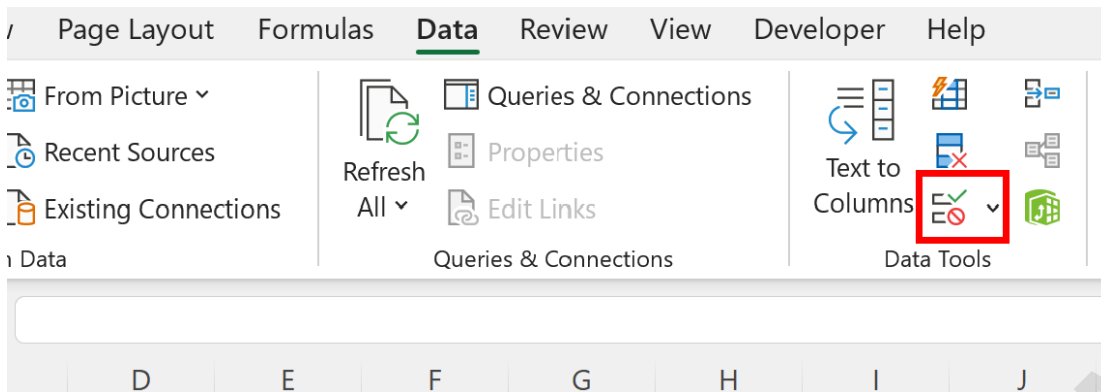 Page Layout Formulas Data Review View Developer Help
From Picture
Recent Sources
Existing Connections
Data
Refresh
All
Queries & Connections
Properties
Edit Links
Queries & Connections
Text to
Columns
Data Tools
D E F G H I J